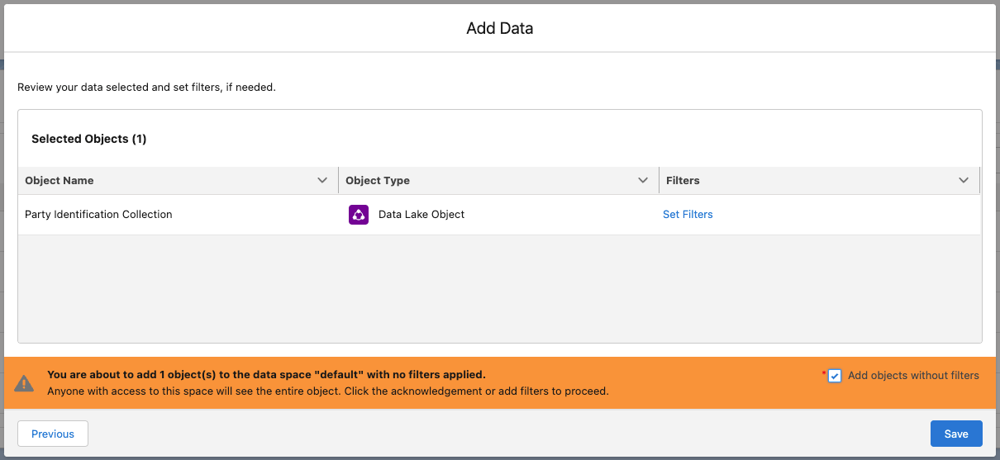 Add Data
Review your data selected and set filters, if needed.
Selected Objects (1)
Object Name
Object Type
Filters
Party Identification Collection
Data Lake Object
Set Filters
You are about to add 1 object(s) to the data space "default" with no filters applied.
Anyone with access to this space will see the entire object. Click the acknowledgement or add filters to proceed.
* Add objects without filters
Previous
Save